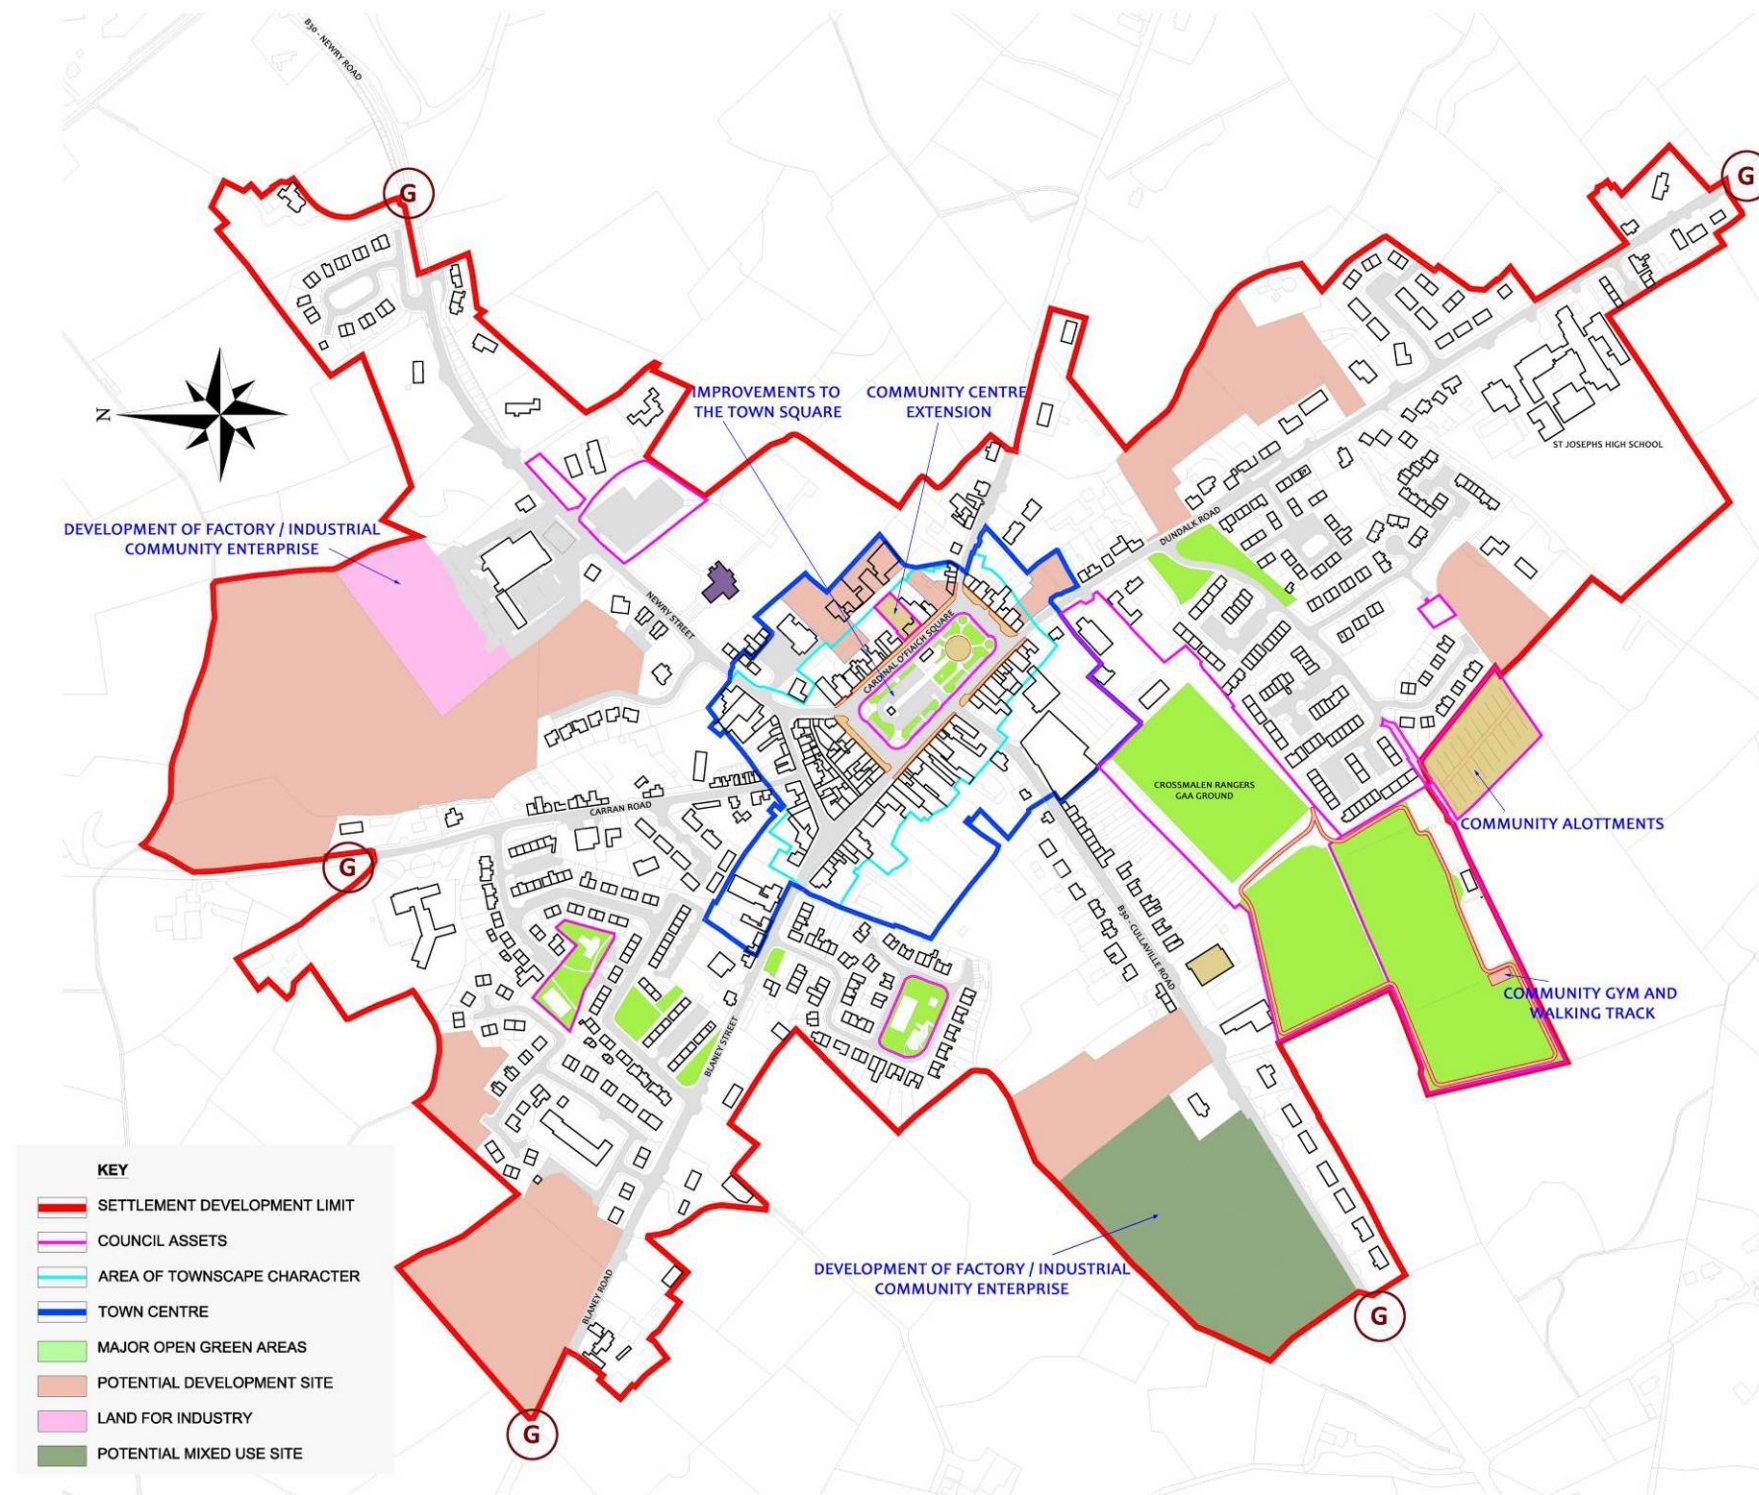 B30 - NEWRY ROAD
G
G
IMPROVEMENTS TO
THE TOWN SQUARE
COMMUNITY CENTRE
EXTENSION
N
ST JOSEPHS HIGH SCHOOL
DEVELOPMENT OF FACTORY / INDUSTRIAL
COMMUNITY ENTERPRISE
DUNDALK ROAD
NEWRY STREET
CARDINAL O'FIAICH SQUARE
CROSSMALEN RANGERS
GAA GROUND
CARRAN ROAD
COMMUNITY ALOTTMENTS
G
B30 - CULLAVILLE ROAD
COMMUNITY GYM AND
WALKING TRACK
BLANEY STREET
DEVELOPMENT OF FACTORY / INDUSTRIAL
COMMUNITY ENTERPRISE
BLANEY ROAD
G
G
KEY
SETTLEMENT DEVELOPMENT LIMIT
COUNCIL ASSETS
AREA OF TOWNSCAPE CHARACTER
TOWN CENTRE
MAJOR OPEN GREEN AREAS
POTENTIAL DEVELOPMENT SITE
LAND FOR INDUSTRY
POTENTIAL MIXED USE SITE